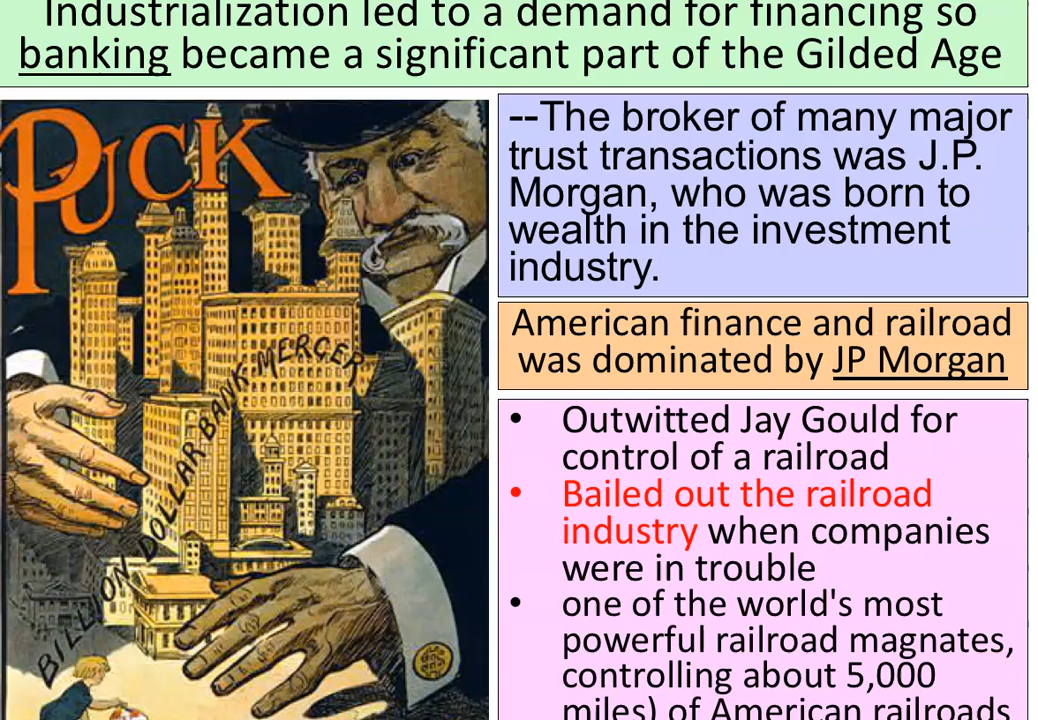 Industrialization led to a demand for financing so
banking became a significant part of the Gilded Age
PUCK
BILLION DOLLAR BANK MERGER
--The broker of many major
trust transactions was J.P.
Morgan, who was born to
wealth in the investment
industry.
American finance and railroad
was dominated by JP Morgan
• Outwitted Jay Gould for
control of a railroad
• Bailed out the railroad
industry when companies
were in trouble
• one of the world's most
powerful railroad magnates,
controlling about 5,000
miles) of American railroads